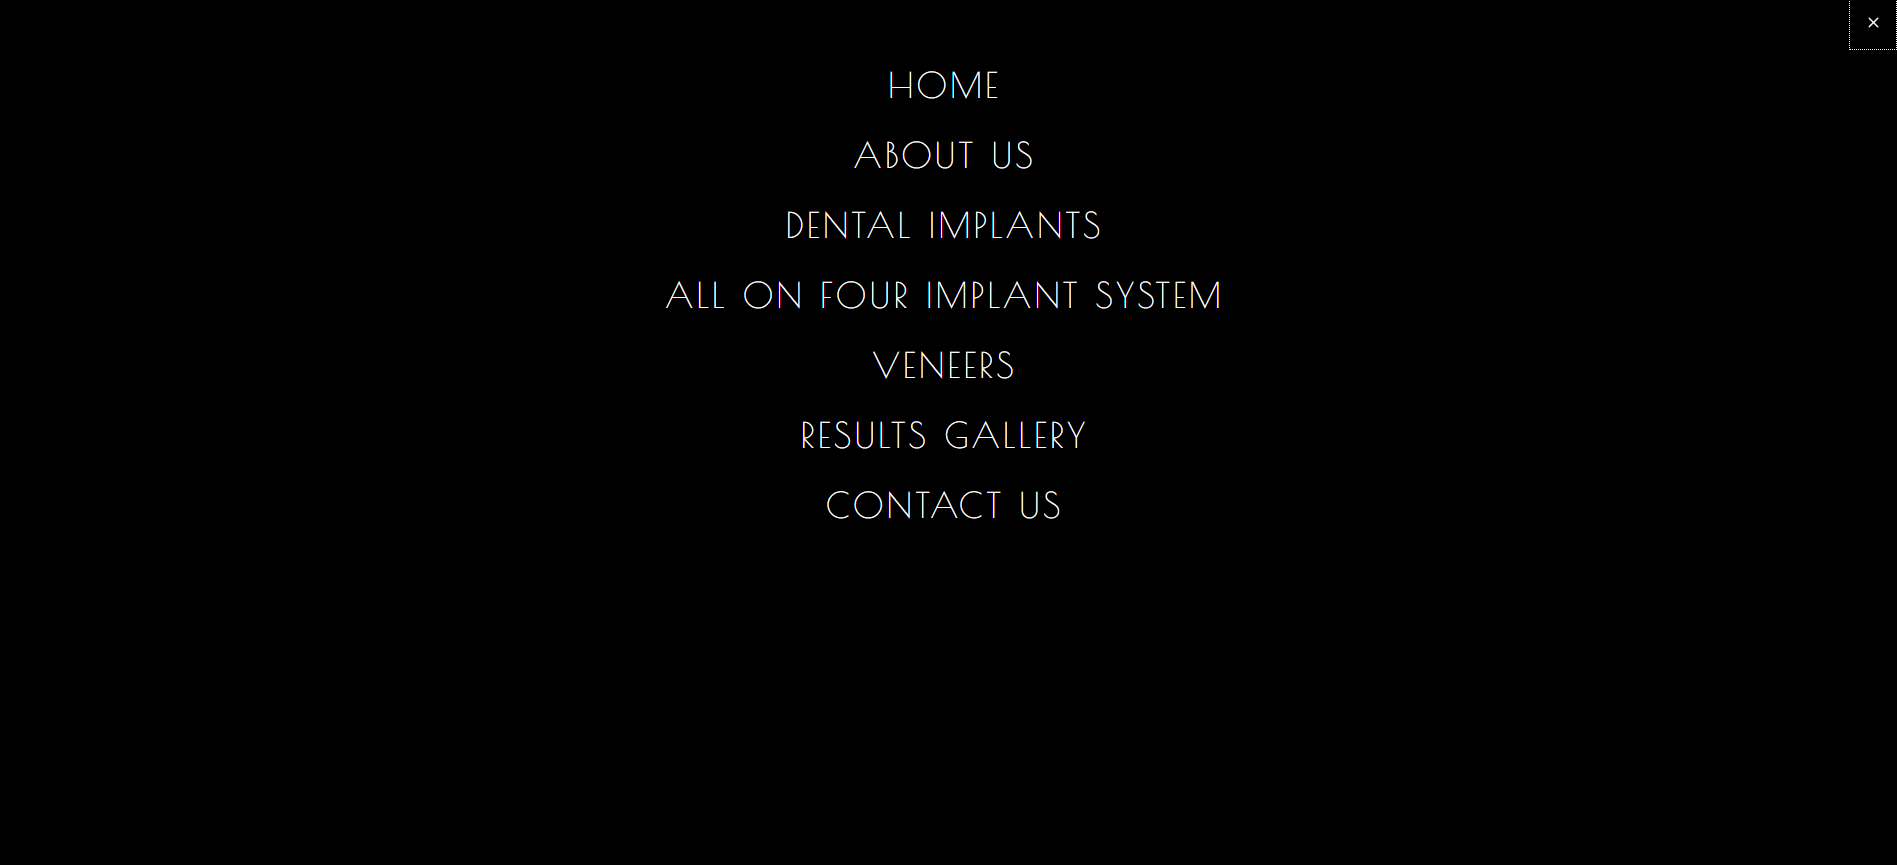 HOME
ABOUT US
DENTAL IMPLANTS
ALL ON FOUR IMPLANT SYSTEM
VENEERS
RESULTS GALLERY
CONTACT US